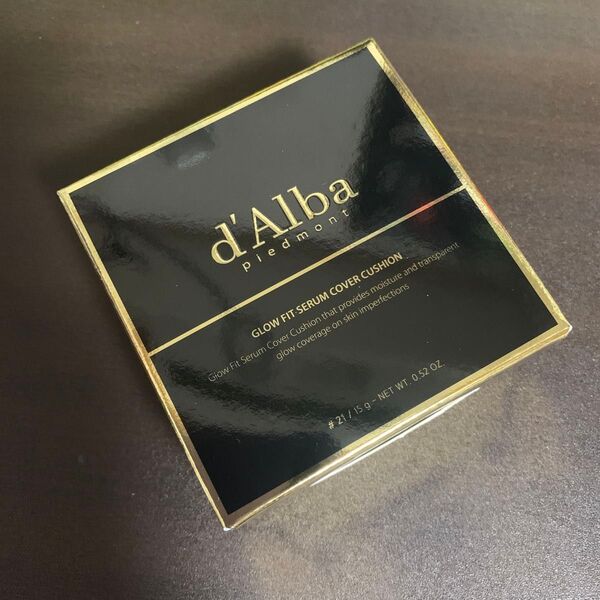 d'Alba
piedmont
GLOW FIT SERUM COVER CUSHION
Glow Fit Serum Cover Cushion that provides moisture and transparent
glow coverage on skin imperfections
# 21 / 15 g – NET WT. 0.52 OZ.